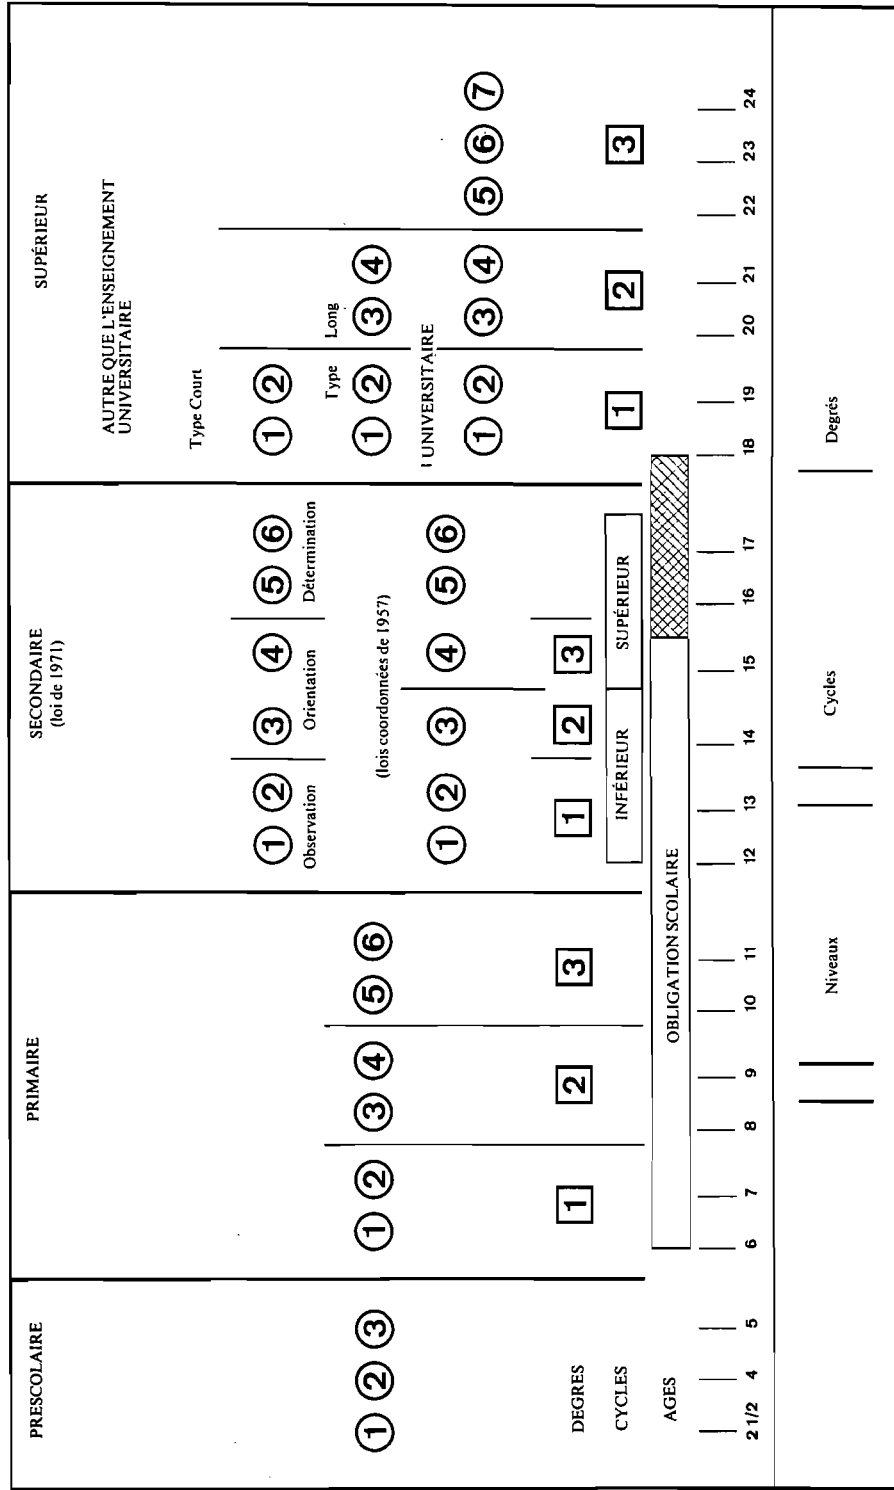 PRESCOLAIRE
1 2 3
PRIMAIRE
1 2 3 4 5 6
1 2 3
SECONDAIRE
(loi de 1971)
1 2 3 4 5 6
Observation Orientation Détermination
(lois coordonnées de 1957)
1 2 3 4 5 6
1 2 3
INFÉRIEUR SUPÉRIEUR
SUPÉRIEUR
AUTRE QUE L'ENSEIGNEMENT
UNIVERSITAIRE
Type Court
1 2
Type Long
1 2 3 4
UNIVERSITAIRE
1 2 3 4 5 6 7
1 2 3
DEGRES
CYCLES
AGES
OBLIGATION SCOLAIRE
2 1/2 4 5 6 7 8 9 10 11 12 13 14 15 16 17 18 19 20 21 22 23 24
Niveaux Cycles Degrés